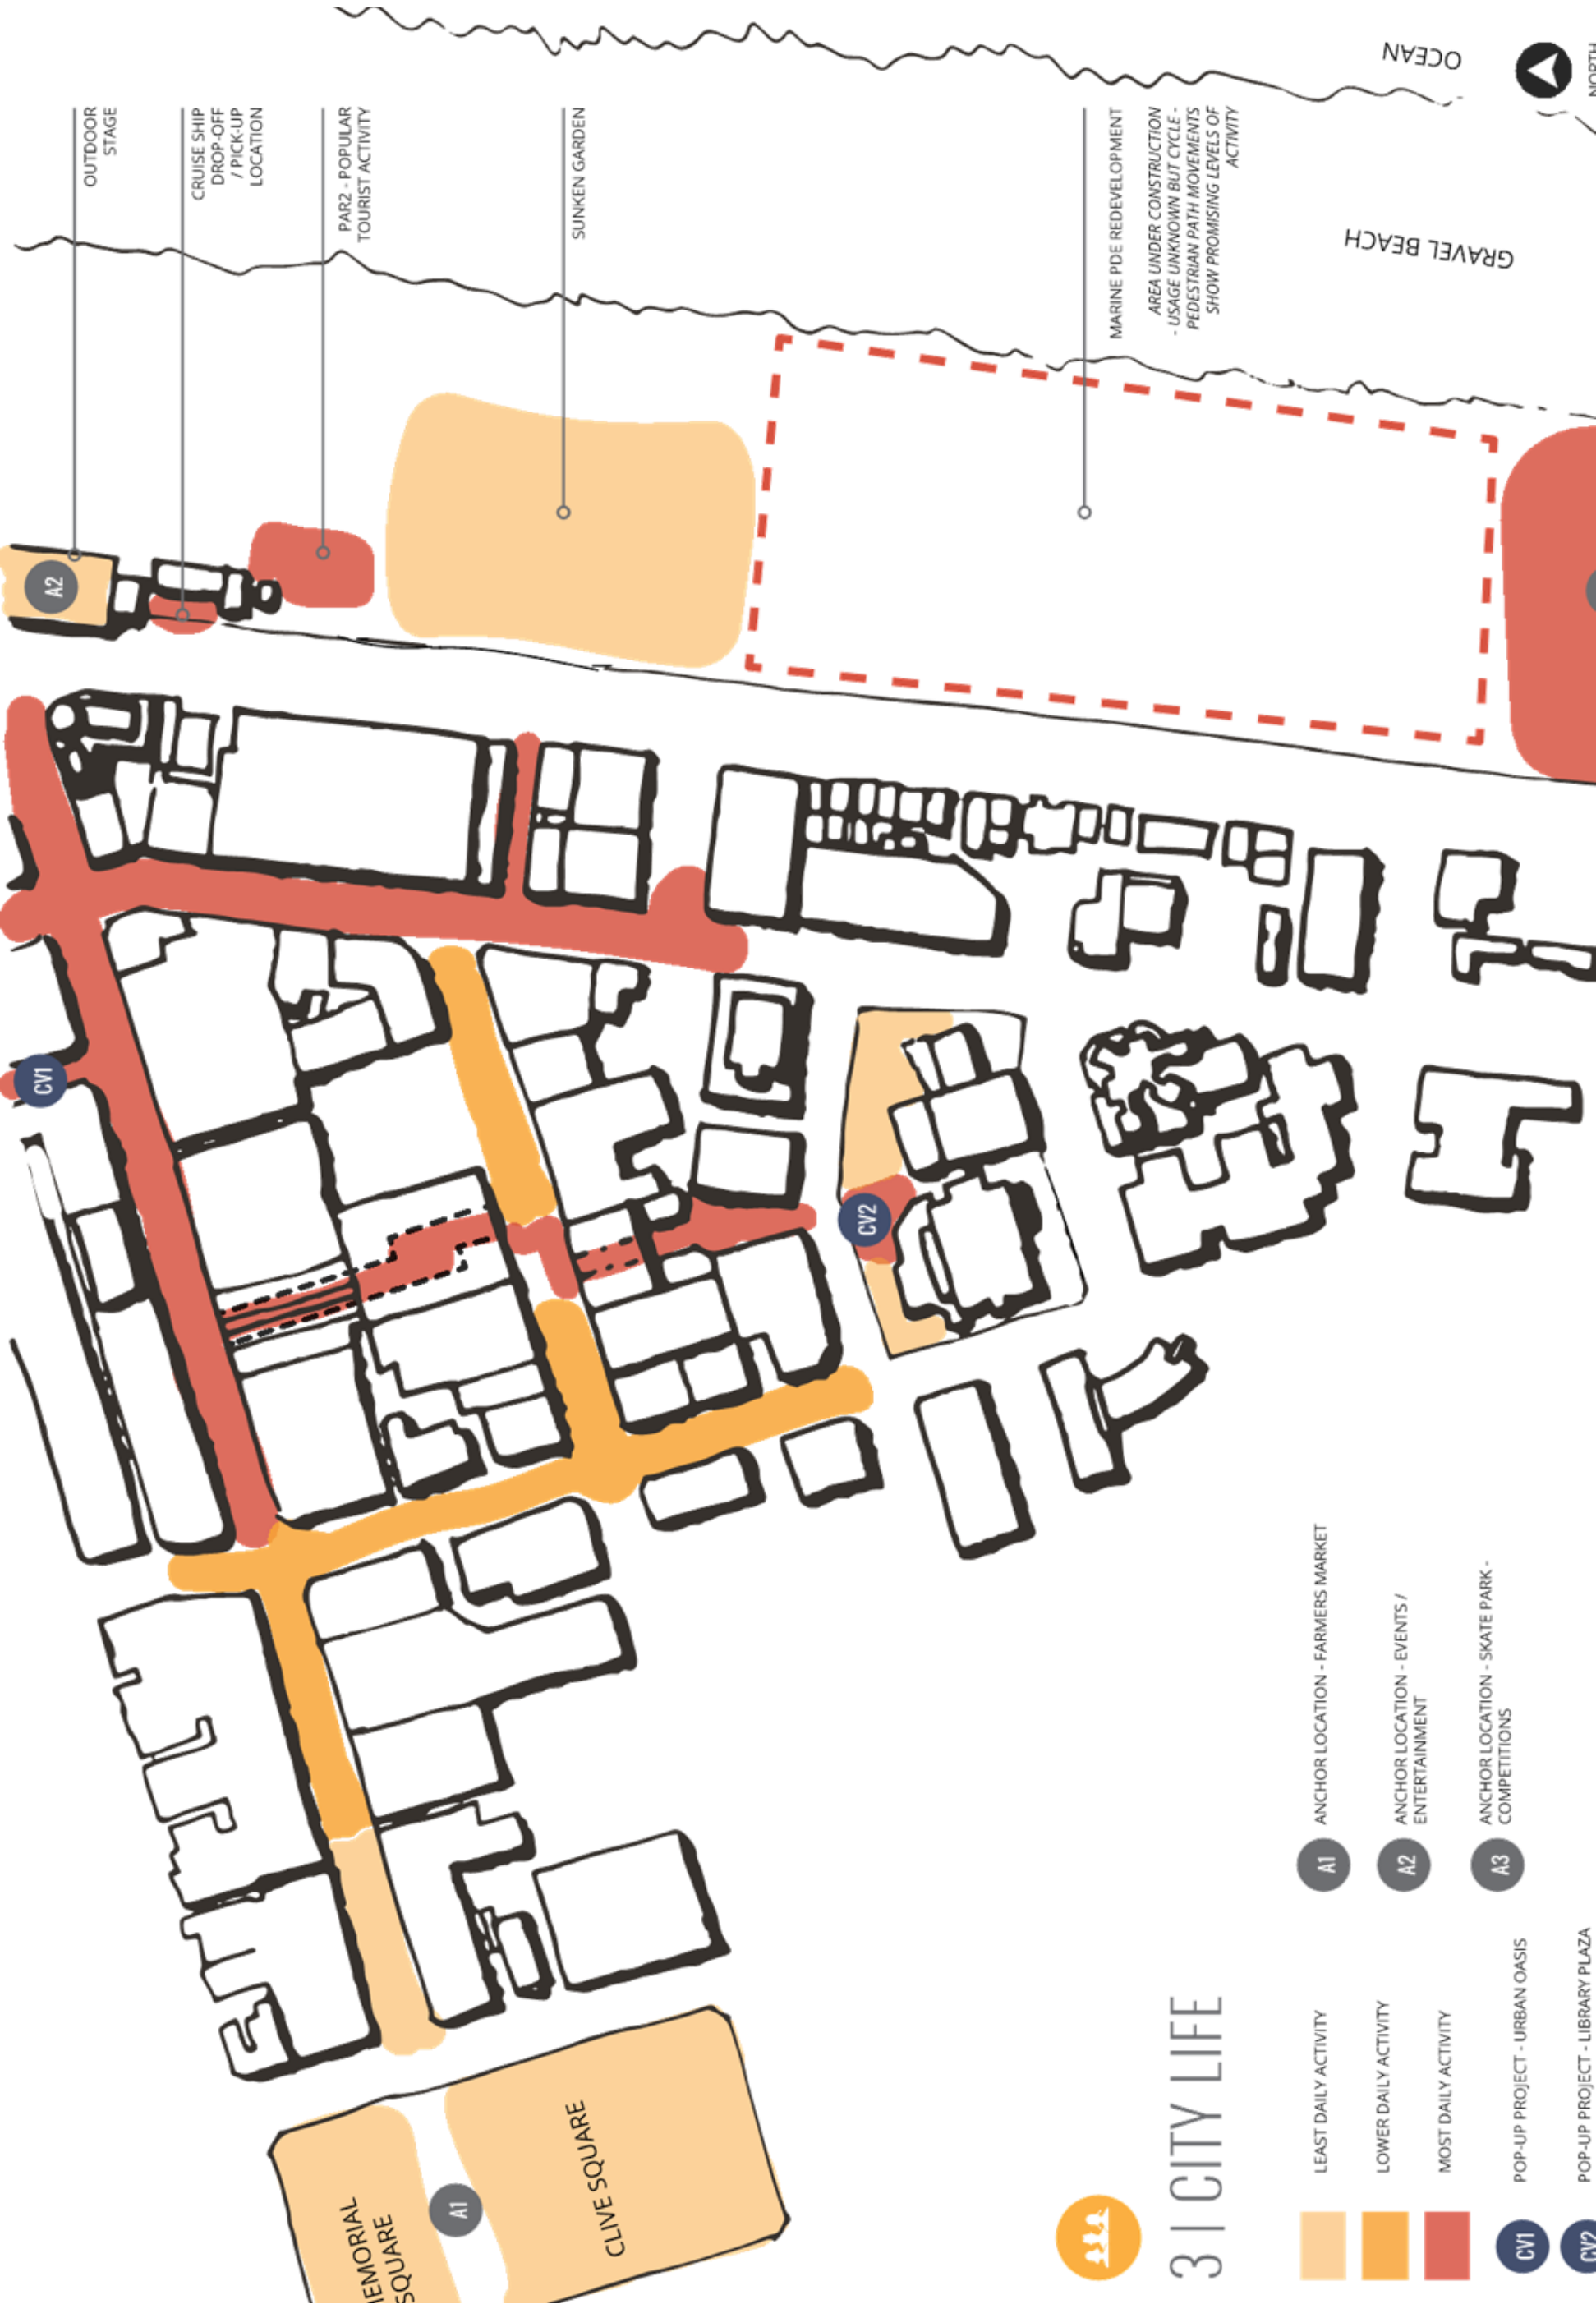 OUTDOOR
STAGE
CRUISE SHIP
DROP-OFF
/ PICK-UP
LOCATION
PAR2 - POPULAR
TOURIST ACTIVITY
SUNKEN GARDEN
MARINE PDE REDEVELOPMENT
AREA UNDER CONSTRUCTION
- USAGE UNKNOWN BUT CYCLE -
PEDESTRIAN PATH MOVEMENTS
SHOW PROMISING LEVELS OF
ACTIVITY
OCEAN
NORTH
GRAVEL BEACH
A2
CV1
CV2
A1
EMORIAL
SQUARE
CLIVE SQUARE
3 | CITY LIFE
LEAST DAILY ACTIVITY
LOWER DAILY ACTIVITY
MOST DAILY ACTIVITY
CV1
POP-UP PROJECT - URBAN OASIS
CV2
POP-UP PROJECT - LIBRARY PLAZA
A1
ANCHOR LOCATION - FARMERS MARKET
A2
ANCHOR LOCATION - EVENTS /
ENTERTAINMENT
A3
ANCHOR LOCATION - SKATE PARK -
COMPETITIONS